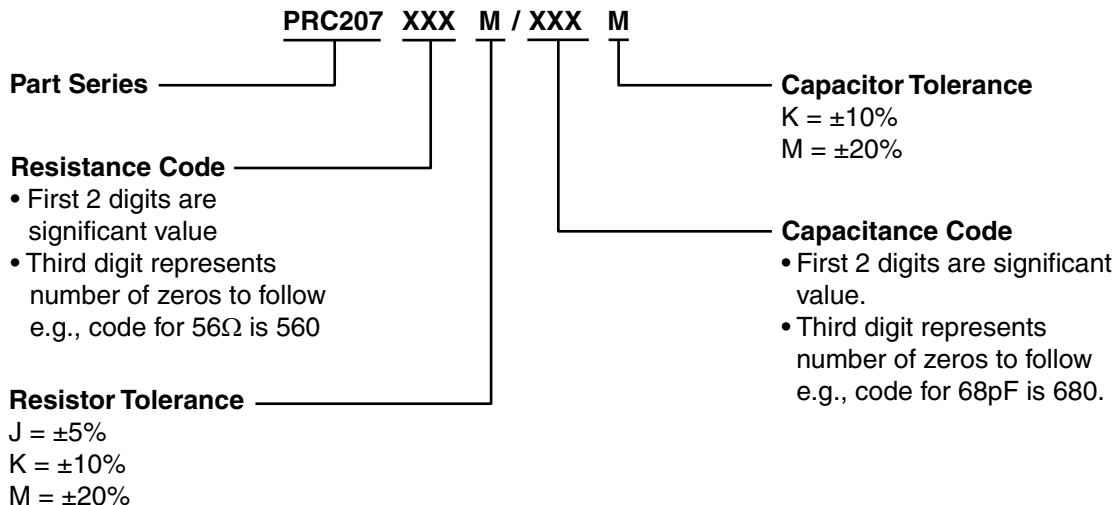 PRC207 XXX M / XXX M
Part Series
Resistance Code
• First 2 digits are
significant value
• Third digit represents
number of zeros to follow
e.g., code for 56Ω is 560
Resistor Tolerance
J = ±5%
K = ±10%
M = ±20%
Capacitor Tolerance
K = ±10%
M = ±20%
Capacitance Code
• First 2 digits are significant
value.
• Third digit represents
number of zeros to follow
e.g., code for 68pF is 680.